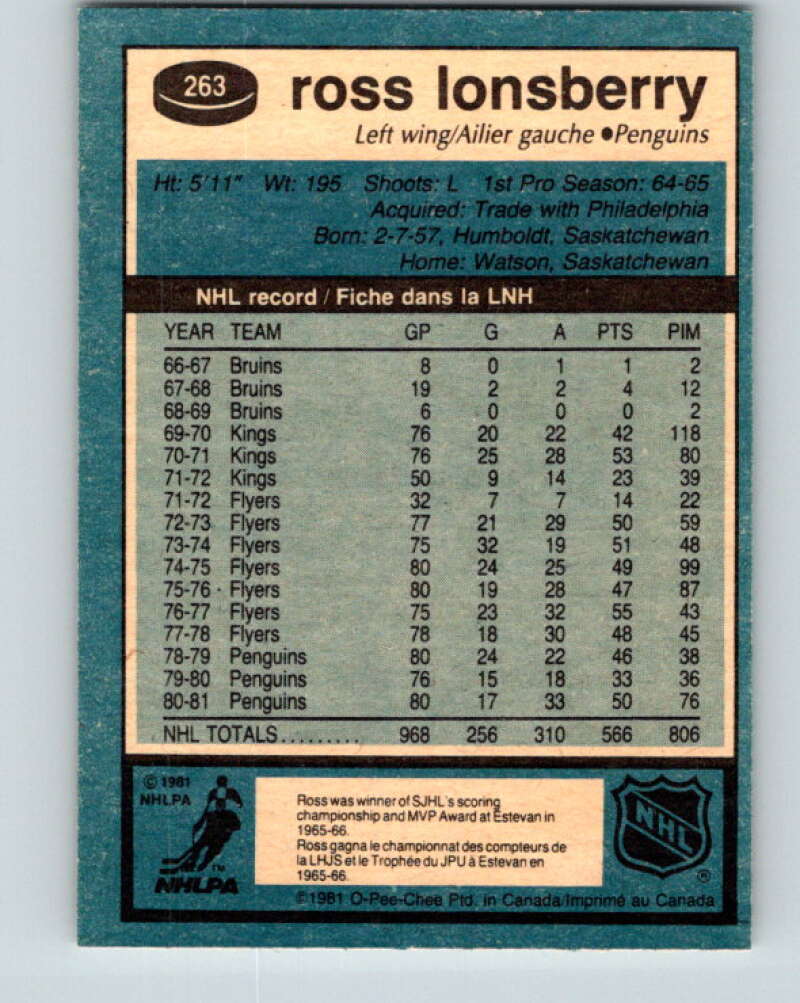 263
ross lonsberry
Left wing/Ailier gauche ●Penguins
Ht: 5'11" Wt: 195 Shoots: L 1st Pro Season: 64-65
Acquired: Trade with Philadelphia
Born: 2-7-57, Humboldt, Saskatchewan
Home: Watson, Saskatchewan
NHL record / Fiche dans la LNH
YEAR TEAM GP G A PTS PIM
66-67 Bruins 8 0 1 1 2
67-68 Bruins 19 2 2 4 12
68-69 Bruins 6 0 0 0 2
69-70 Kings 76 20 22 42 118
70-71 Kings 76 25 28 53 80
71-72 Kings 50 9 14 23 39
71-72 Flyers 32 7 7 14 22
72-73 Flyers 77 21 29 50 59
73-74 Flyers 75 32 19 51 48
74-75 Flyers 80 24 25 49 99
75-76 Flyers 80 19 28 47 87
76-77 Flyers 75 23 32 55 43
77-78 Flyers 78 18 30 48 45
78-79 Penguins 80 24 22 46 38
79-80 Penguins 76 15 18 33 36
80-81 Penguins 80 17 33 50 76
NHL TOTALS......... 968 256 310 566 806
© 1981
NHLPA
TM
NHLPA
Ross was winner of SJHL's scoring
championship and MVP Award at Estevan in
1965-66.
Ross gagna le championnat des compteurs de
la LHJS et le Trophée du JPU à Estevan en
1965-66.
NHL
®
©1981 O-Pee-Chee Ptd. in Canada/Imprimé au Canada